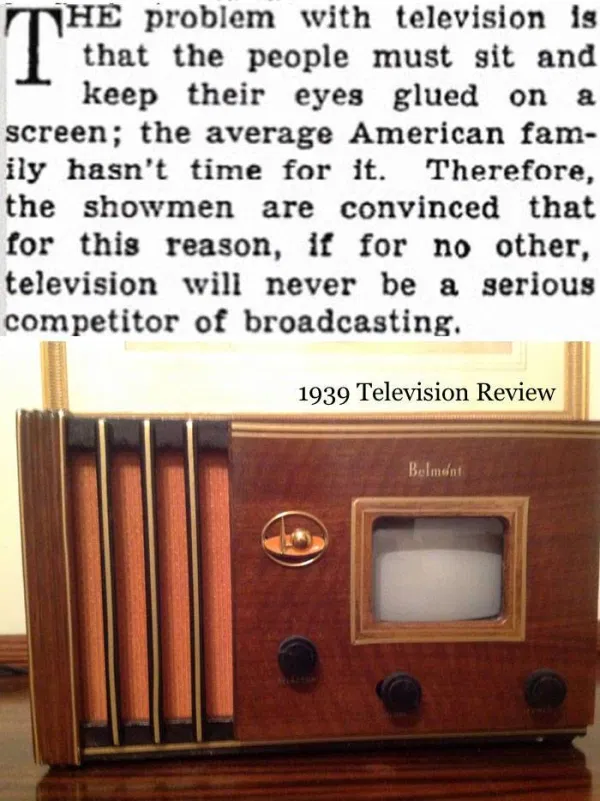 THE problem with television is
that the people must sit and
keep their eyes glued on a
screen; the average American fam-
ily hasn't time for it. Therefore,
the showmen are convinced that
for this reason, if for no other,
television will never be a serious
competitor of broadcasting.
1939 Television Review
Belmont